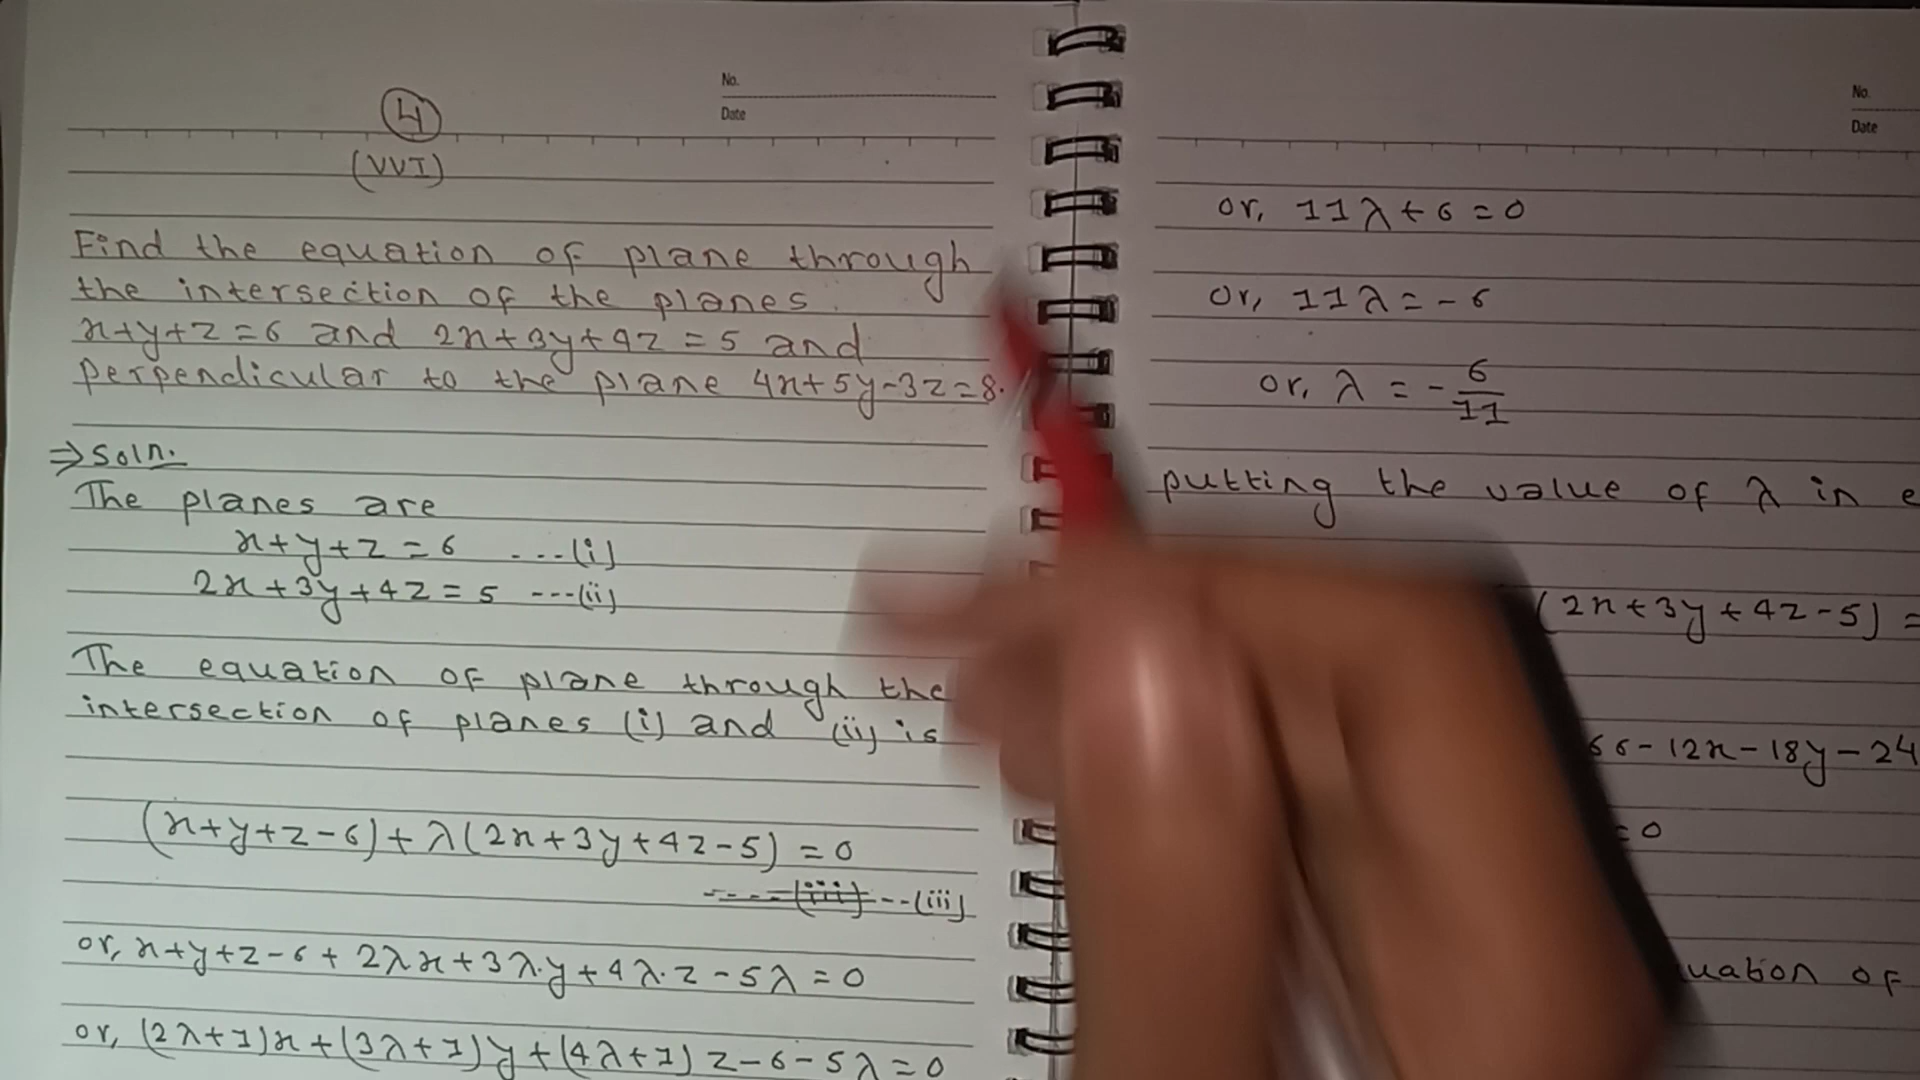 No.
Date
4
(VVI)
Find the equation of plane through
the intersection of the planes
x+y+z=6 and 2x+3y+4z=5 and
perpendicular to the plane 4x+5y-3z=8.
⇒ Soln.
The planes are
x+y+z=6 ---(i)
2x+3y+4z=5 ---(ii)
The equation of plane through the
intersection of planes (i) and (ii) is
(x+y+z-6)+λ(2x+3y+4z-5)=0
--(iii)
or, x+y+z-6+2λx+3λ.y+4λ.z-5λ=0
or, (2λ+1)x+(3λ+1)y+(4λ+1)z-6-5λ=0
No.
Date
or, 11λ+6=0
or, 11λ=-6
or, λ = -6/11
putting the value of λ in
(2x+3y+4z-5)=
66-12x-18y-24
=0
of